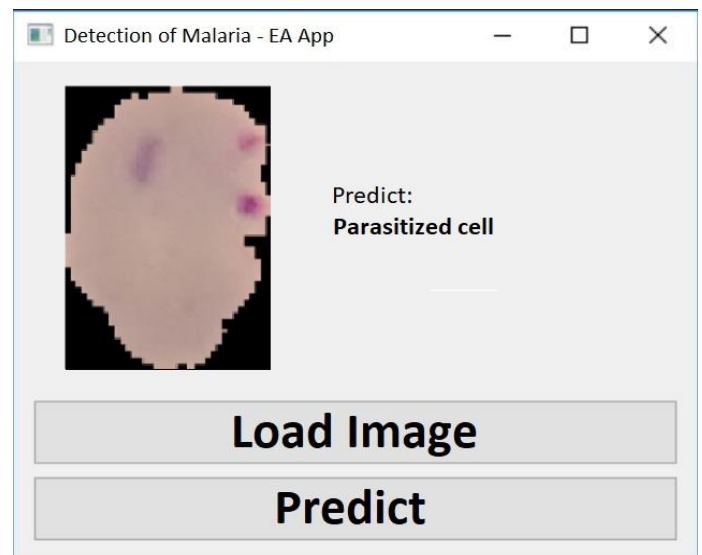 Detection of Malaria - EA App
Predict:
Parasitized cell
Load Image
Predict